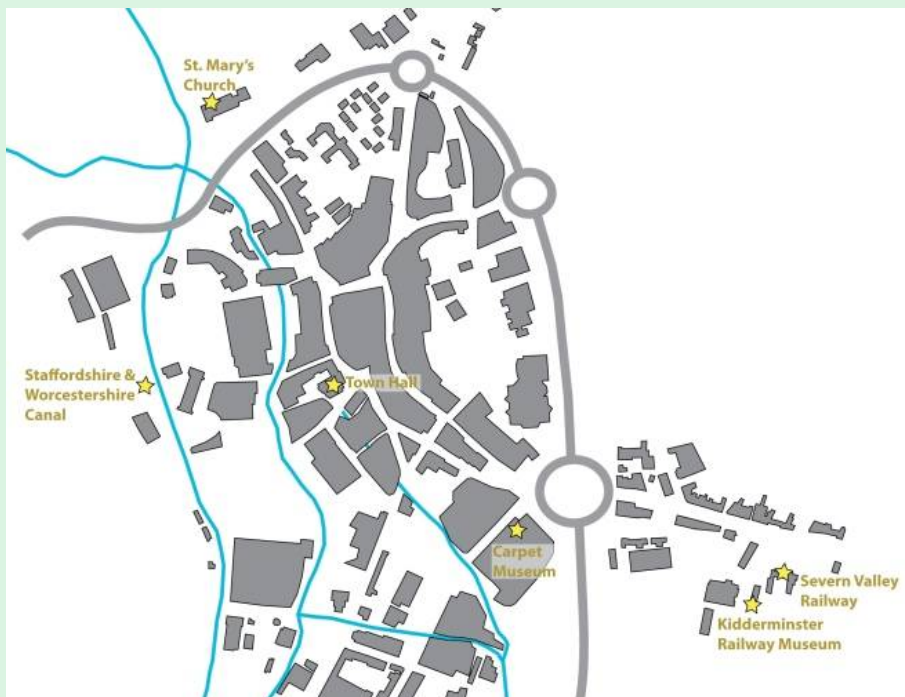 St. Mary's
Church
Staffordshire &
Worcestershire
Canal
Town Hall
Carpet
Museum
Severn Valley
Railway
Kidderminster
Railway Museum